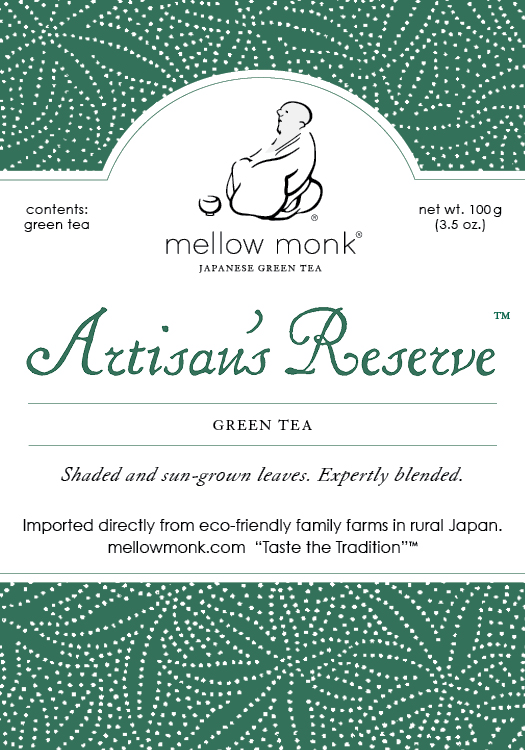 contents:
green tea
net wt. 100 g
(3.5 oz.)
®
mellow monk®
JAPANESE GREEN TEA
Artisan's Reserve™
GREEN TEA
Shaded and sun-grown leaves. Expertly blended.
Imported directly from eco-friendly family farms in rural Japan.
mellowmonk.com “Taste the Tradition”™